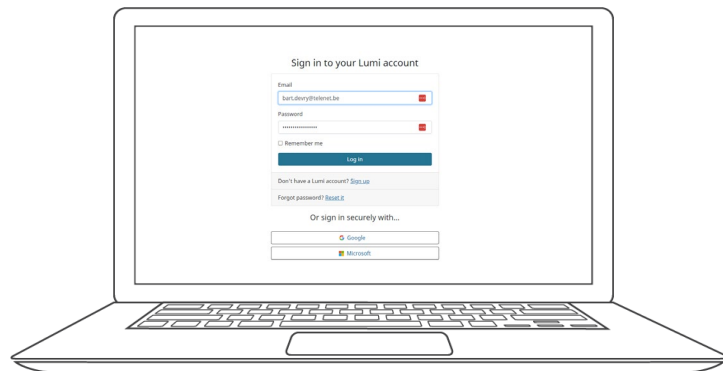 Sign in to your Lumi account
Email
bart.devry@telenet.be
Password
•••••••••••••••••
Remember me
Log in
Don't have a Lumi account? Sign up
Forgot password? Reset it
Or sign in securely with...
Google
Microsoft